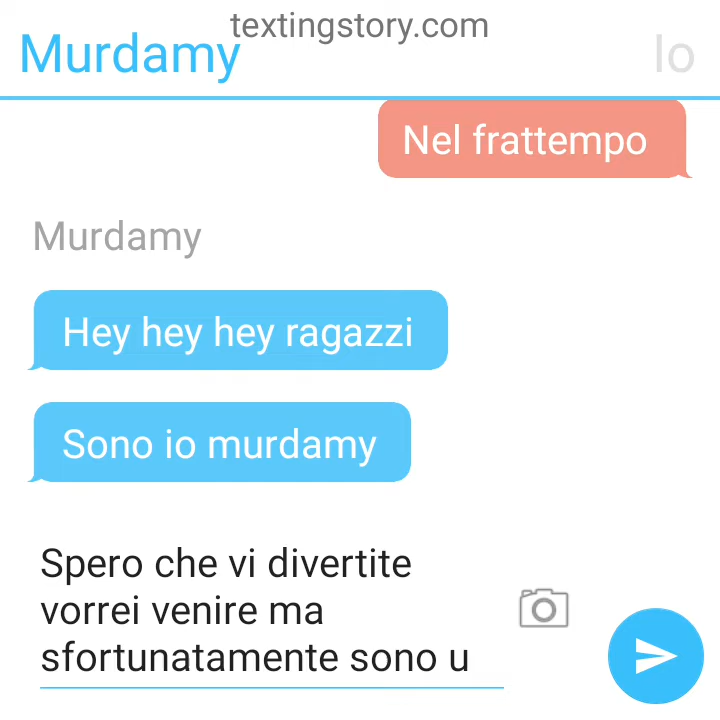 textingstory.com
Murdamy
Io
Nel frattempo
Murdamy
Hey hey hey ragazzi
Sono io murdamy
Spero che vi divertite
vorrei venire ma
sfortunatamente sono u